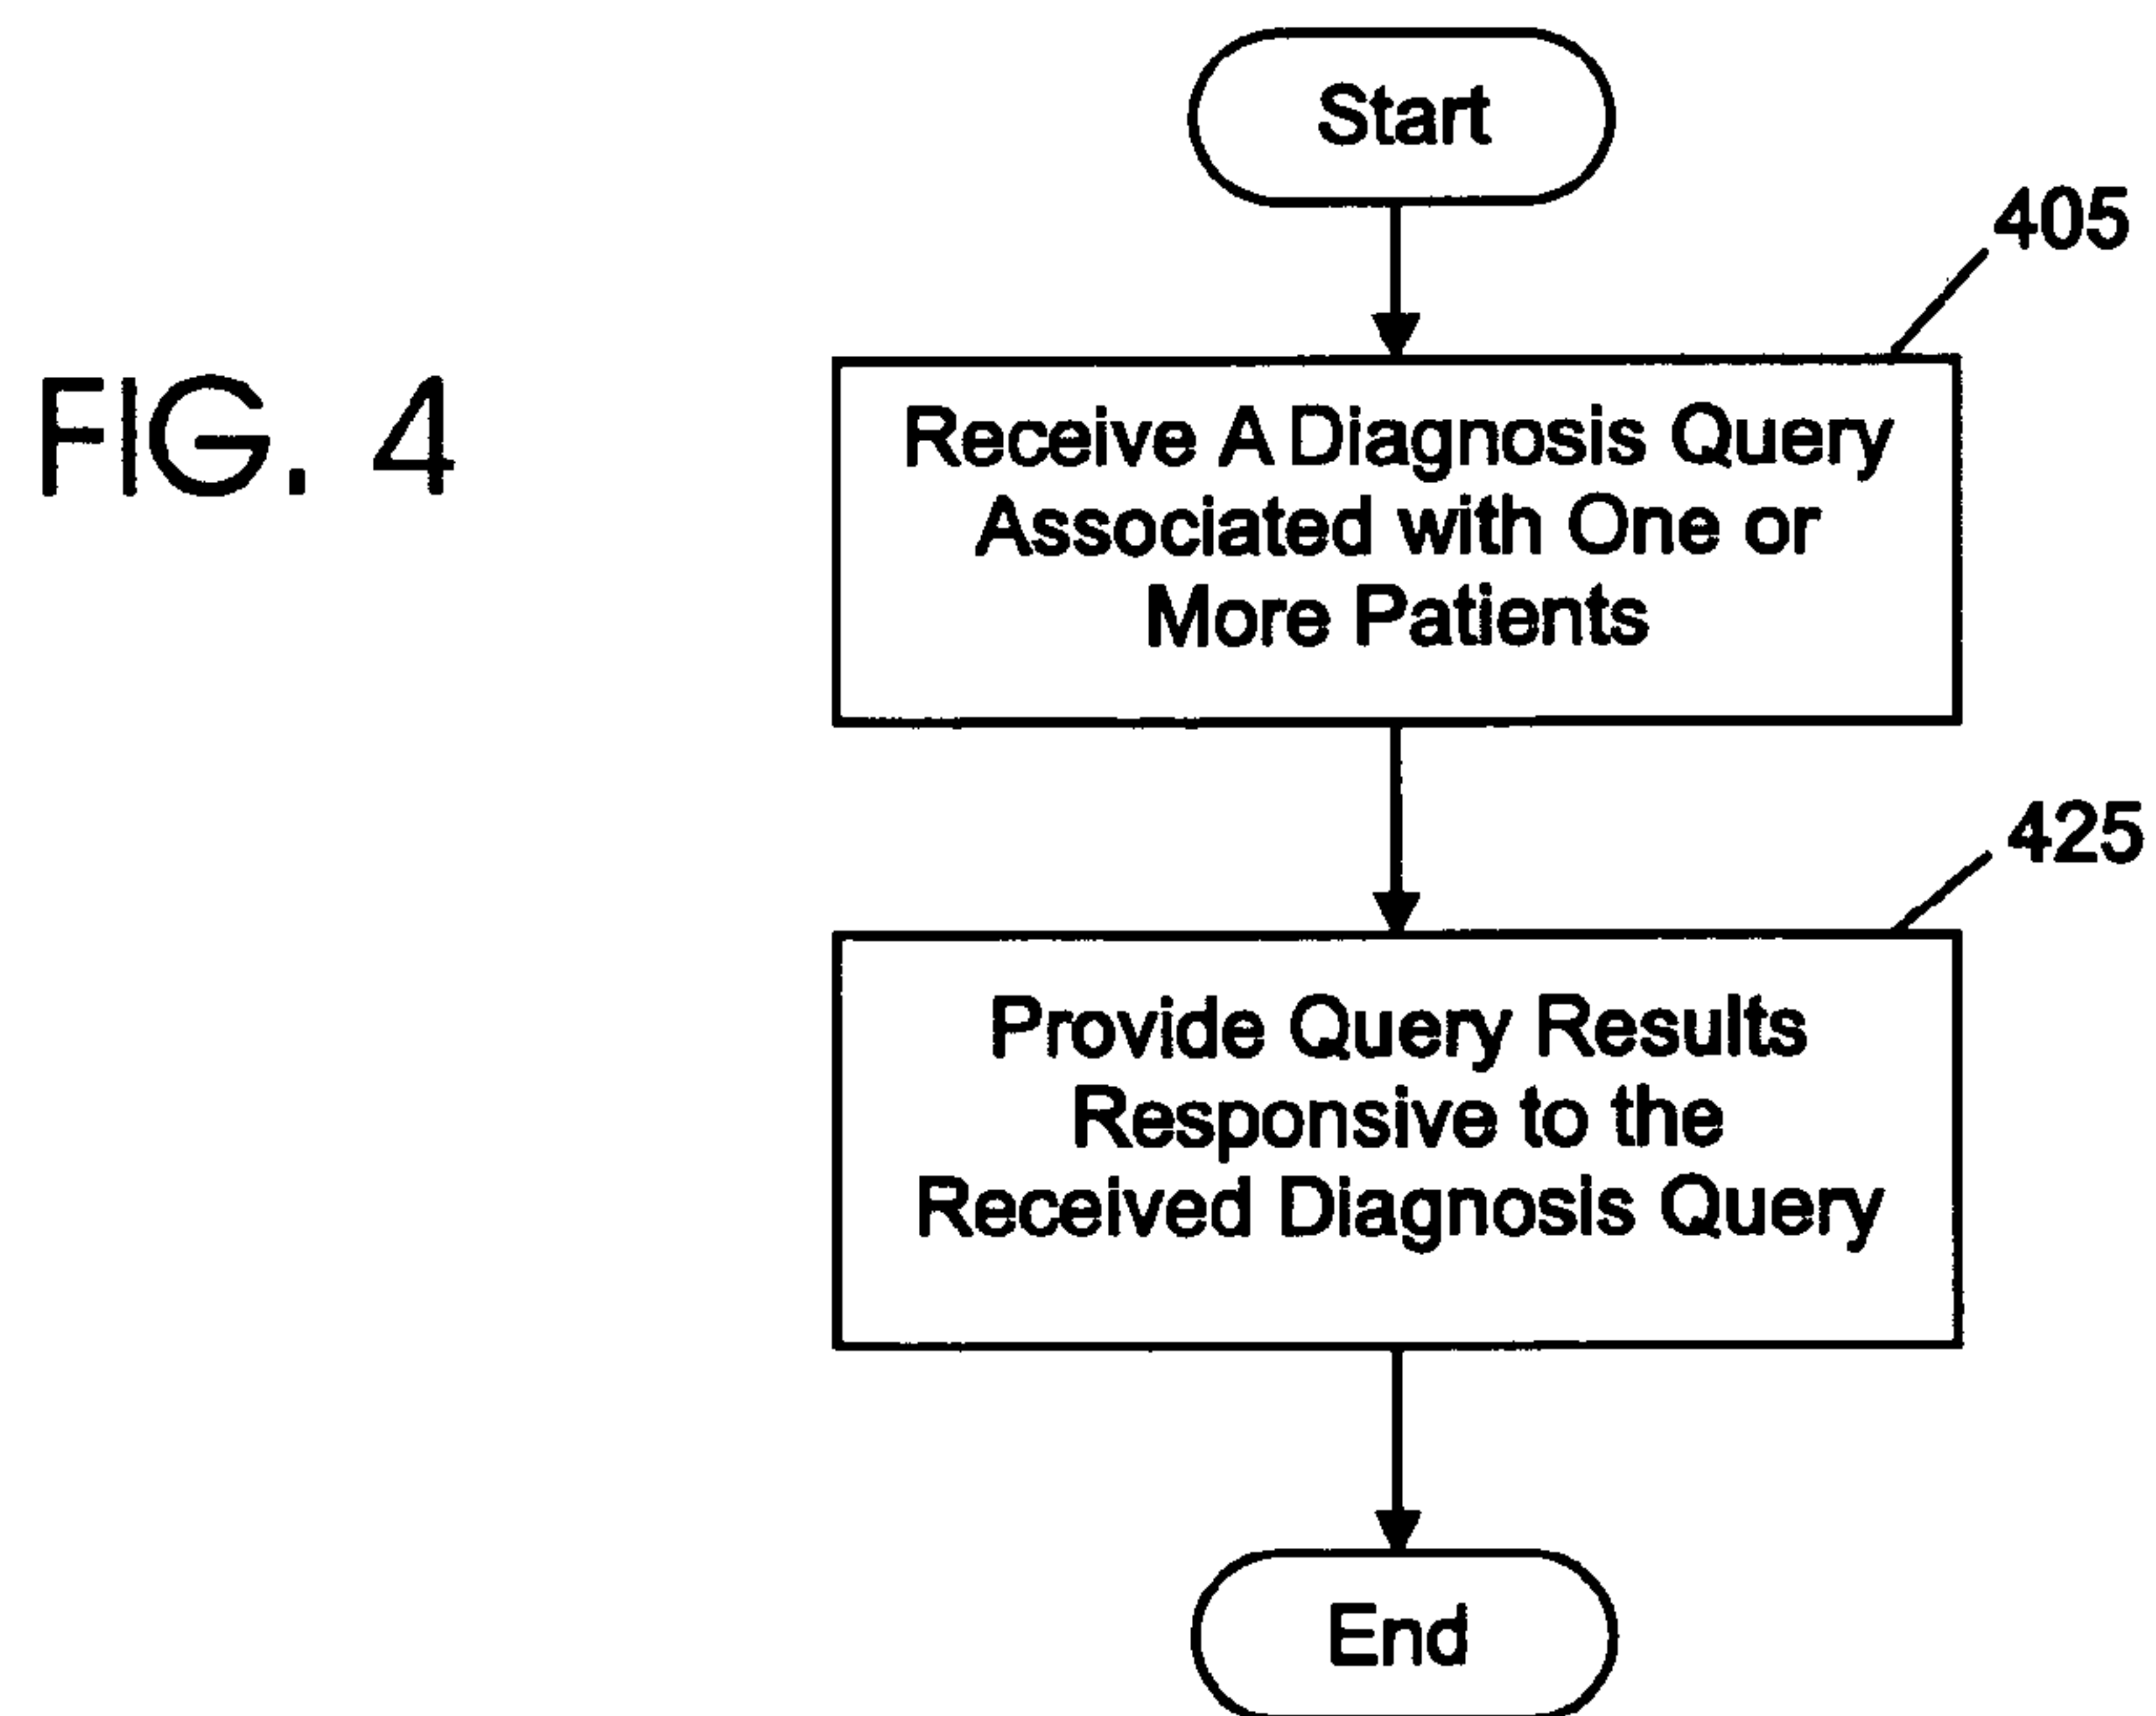 Start
405
FIG. 4
Receive A Diagnosis Query
Associated with One or
More Patients
425
Provide Query Results
Responsive to the
Received Diagnosis Query
End